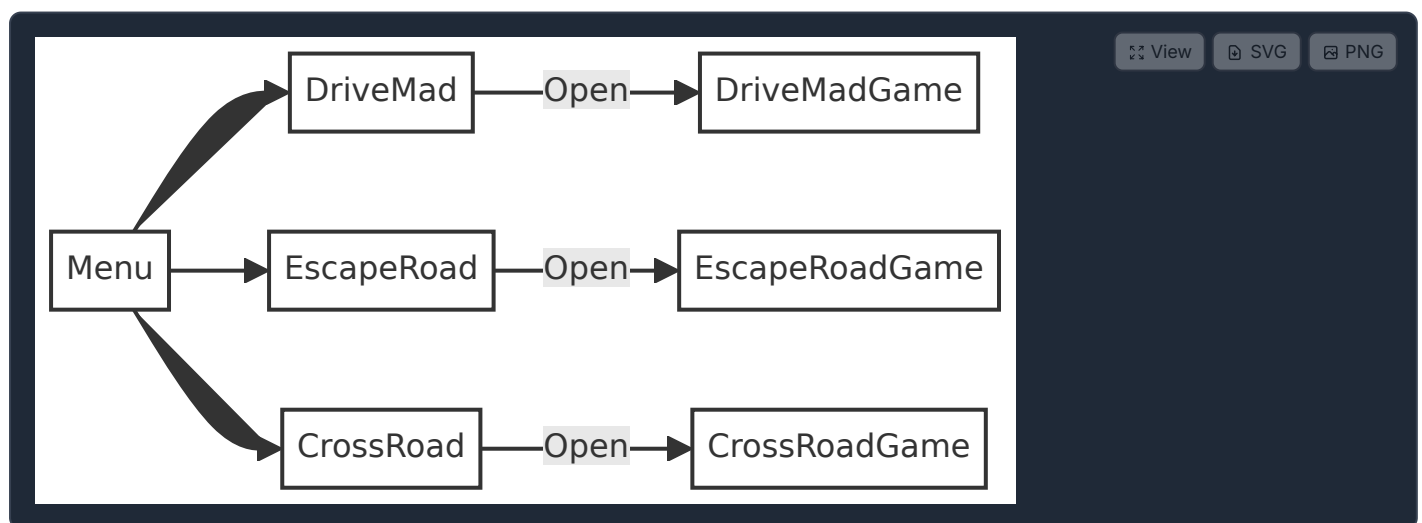 View
SVG
PNG
DriveMad
Open
DriveMadGame
Menu
EscapeRoad
Open
EscapeRoadGame
CrossRoad
Open
CrossRoadGame